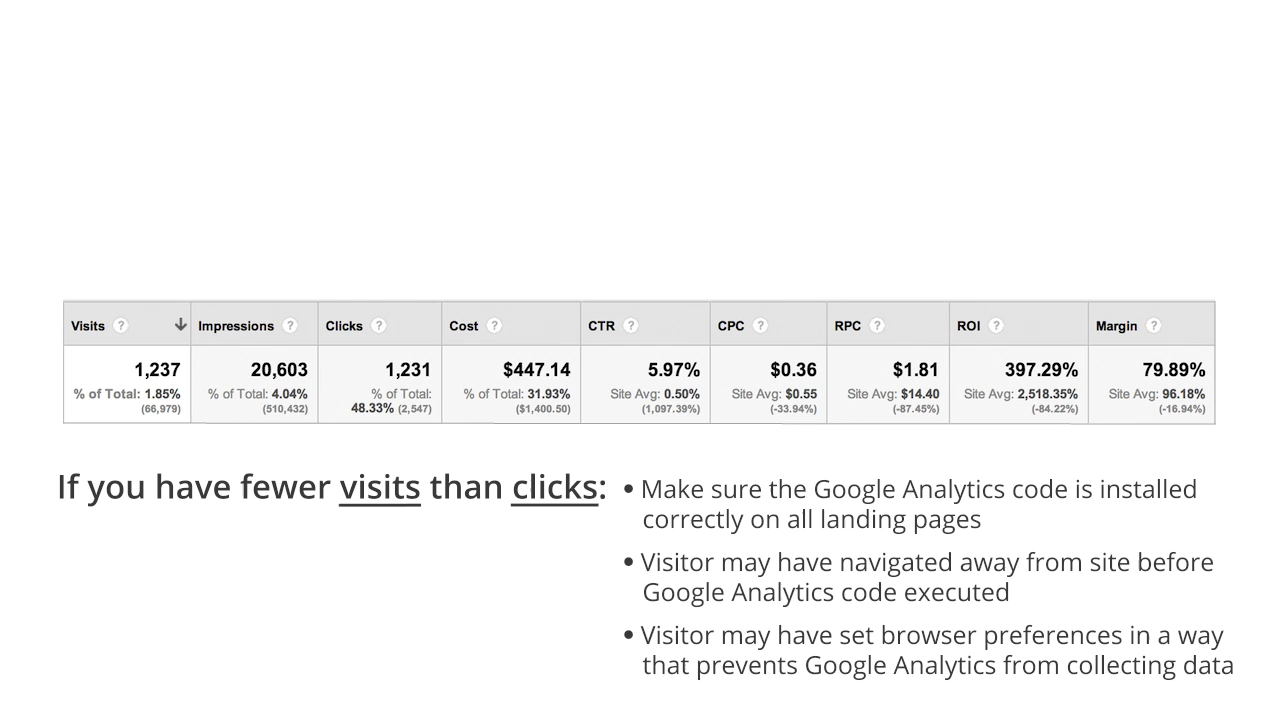 Visits ? Impressions ? Clicks ? Cost ? CTR ? CPC ? RPC ? ROI ? Margin ?
1,237 20,603 1,231 $447.14 5.97% $0.36 $1.81 397.29% 79.89%
% of Total: 1.85% % of Total: 4.04% % of Total: % of Total: 31.93% Site Avg: 0.50% Site Avg: $0.55 Site Avg: $14.40 Site Avg: 2,518.35% Site Avg: 96.18%
(66,979) (510,432) 48.33% (2,547) ($1,400.50) (1,097.39%) (-33.94%) (-87.45%) (-84.22%) (-16.94%)
If you have fewer visits than clicks:
• Make sure the Google Analytics code is installed
correctly on all landing pages
• Visitor may have navigated away from site before
Google Analytics code executed
• Visitor may have set browser preferences in a way
that prevents Google Analytics from collecting data